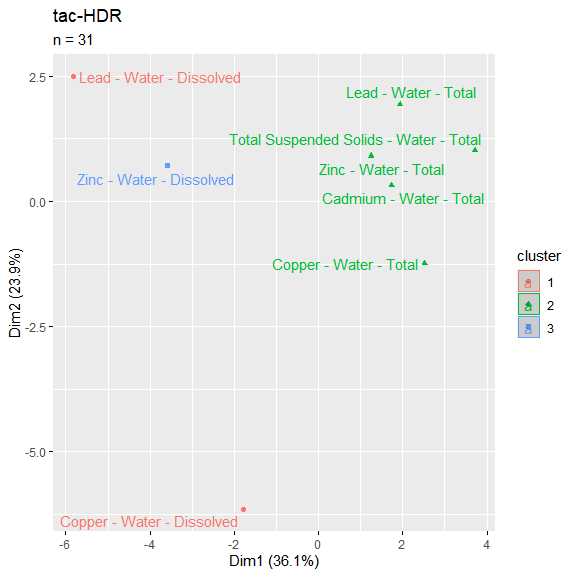 tac-HDR
n = 31
2.5
Lead - Water - Dissolved
Lead - Water - Total
Total Suspended Solids - Water - Total
Zinc - Water - Total
Zinc - Water - Dissolved
Cadmium - Water - Total
0.0
Copper - Water - Total
cluster
1
2
3
Dim2 (23.9%)
-2.5
-5.0
Copper - Water - Dissolved
-6
-4
-2
0
2
4
Dim1 (36.1%)